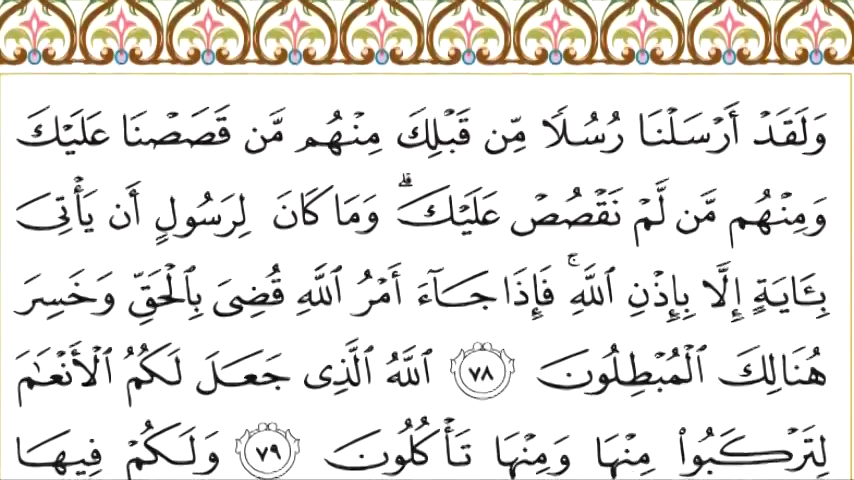 وَلَقَدْ أَرْسَلْنَا رُسُلًا مِّن قَبْلِكَ مِنْهُم مَّن قَصَصْنَا عَلَيْكَ
وَمِنْهُم مَّن لَّمْ نَقْصُصْ عَلَيْكَ ۗ وَمَا كَانَ لِرَسُولٍ أَن يَأْتِىَ
بِـَٔايَةٍ إِلَّا بِإِذْنِ ٱللَّهِ ۚ فَإِذَا جَآءَ أَمْرُ ٱللَّهِ قُضِىَ بِٱلْحَقِّ وَخَسِرَ
هُنَالِكَ ٱلْمُبْطِلُونَ ٧٨ ٱللَّهُ ٱلَّذِى جَعَلَ لَكُمُ ٱلْأَنْعَـٰمَ
لِتَرْكَبُوا۟ مِنْهَا وَمِنْهَا تَأْكُلُونَ ٧٩ وَلَكُمْ فِيهَا